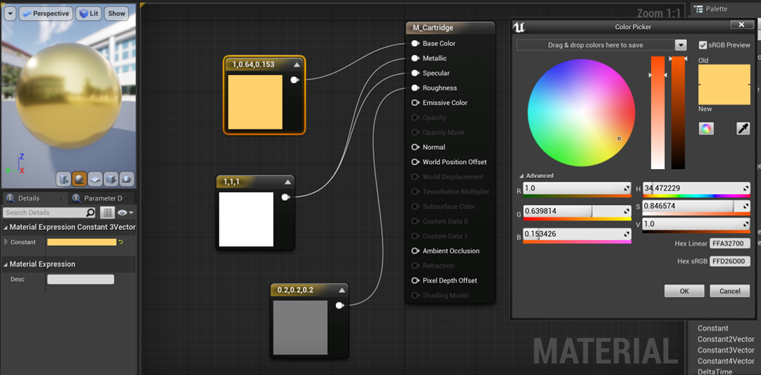 Perspective
Lit
Show
Z
X
Details
Parameter D
Search Details
Material Expression Constant 3Vector
Constant
Material Expression
Desc
1,0.64,0.153
1,1,1
0.2,0.2,0.2
Zoom 1:1
M_Cartridge
Base Color
Metallic
Specular
Roughness
Emissive Color
Opacity
Opacity Mask
Normal
World Position Offset
World Displacement
Tessellation Multiplier
Subsurface Color
Custom Data 0
Custom Data 1
Ambient Occlusion
Refraction
Pixel Depth Offset
Shading Model
MATERIAL
Palette
Color Picker
Drag & drop colors here to save
sRGB Preview
Old
New
Advanced
R 1.0
H 34.472229
G 0.639814
S 0.846574
B 0.153426
V 1.0
Hex Linear FFA32700
Hex sRGB FFD26D00
OK
Cancel
Constant
Constant2Vector
Constant3Vector
Constant4Vector
DeltaTime